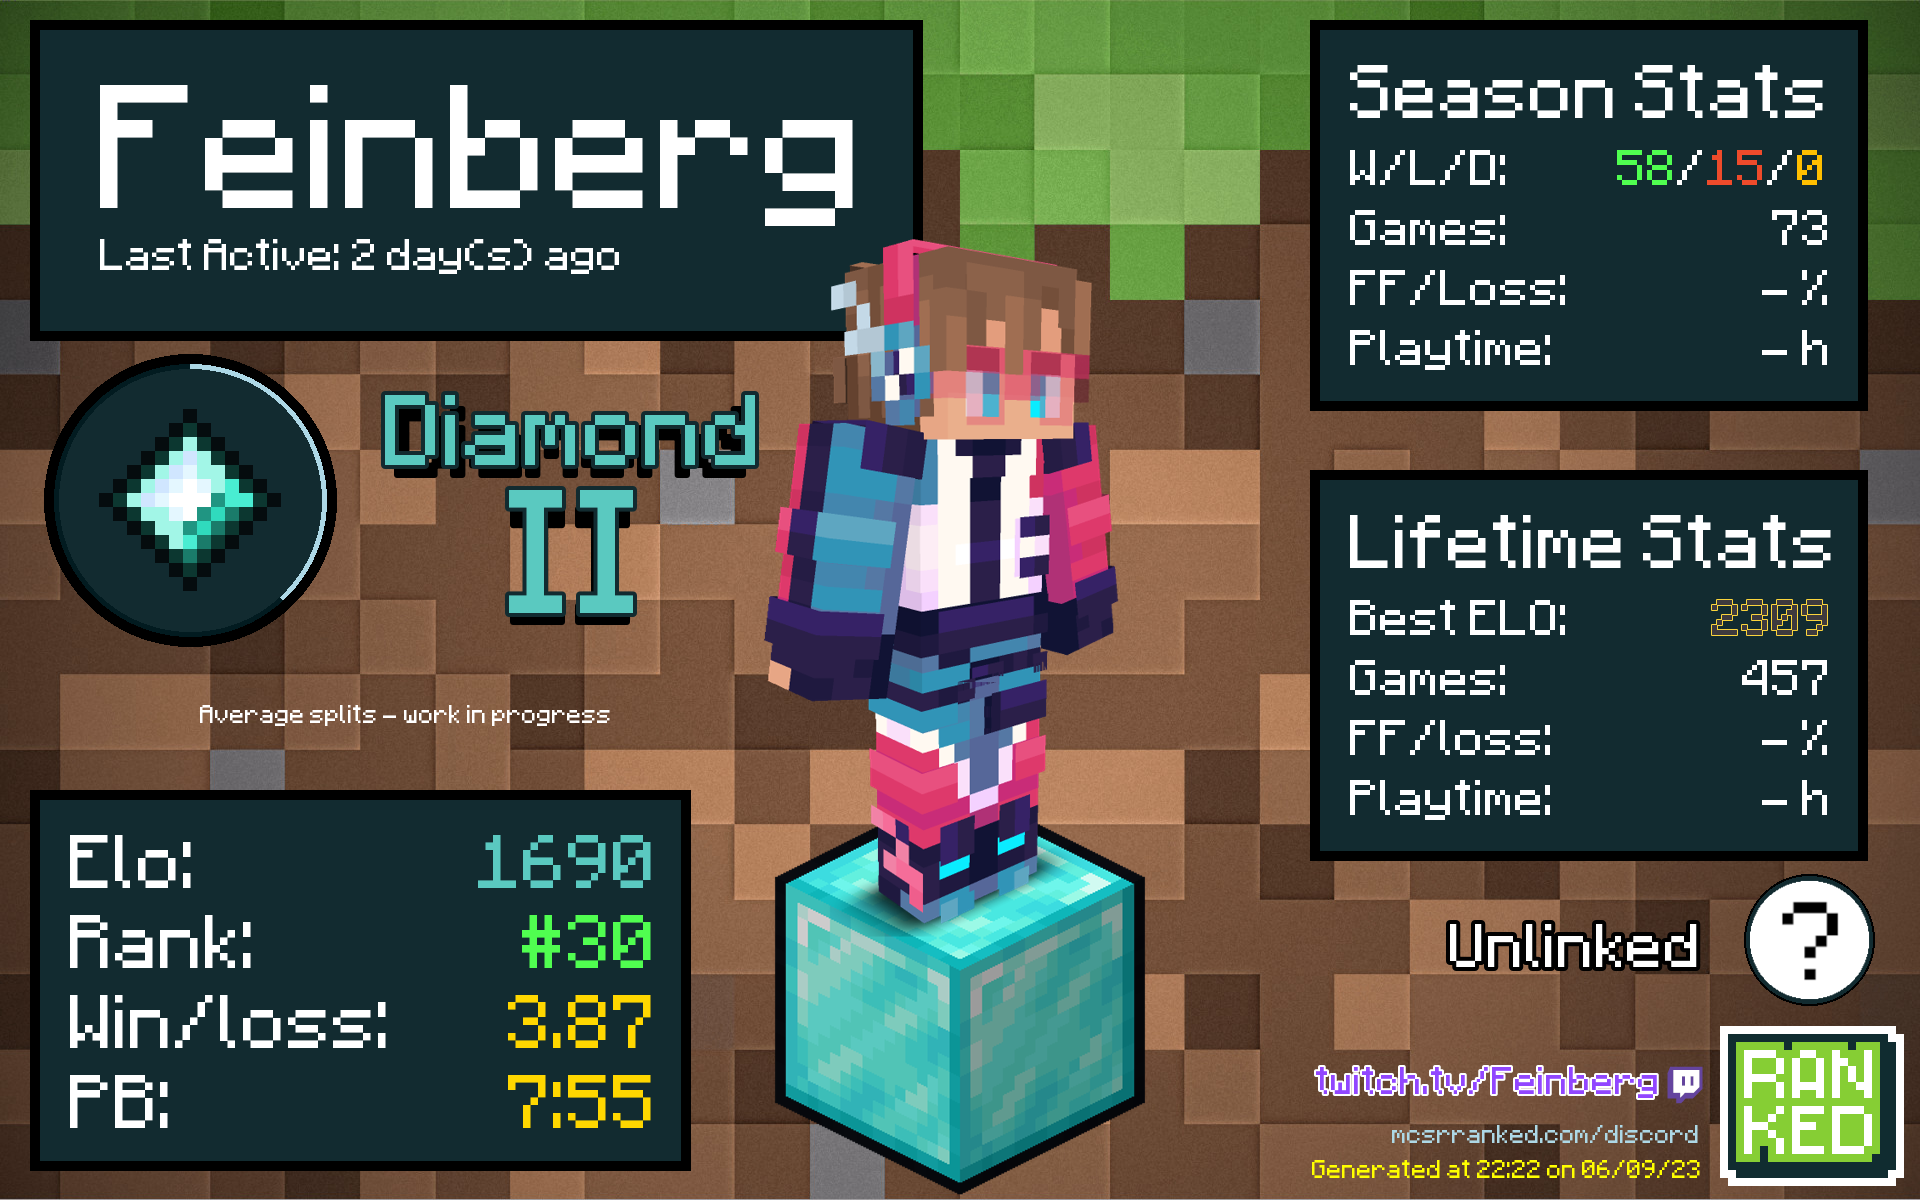 Feinberg
Last Active: 2 day(s) ago
Diamond
II
Average splits - work in progress
Elo: 1690
Rank: #30
Win/loss: 3.87
PB: 7:55
Season Stats
W/L/D: 58/15/0
Games: 73
FF/Loss: - %
Playtime: - h
Lifetime Stats
Best ELO: 2309
Games: 457
FF/loss: - %
Playtime: - h
Unlinked
?
twitch.tv/Feinberg
mcsrranked.com/discord
Generated at 22:22 on 06/09/23
RAN
KED